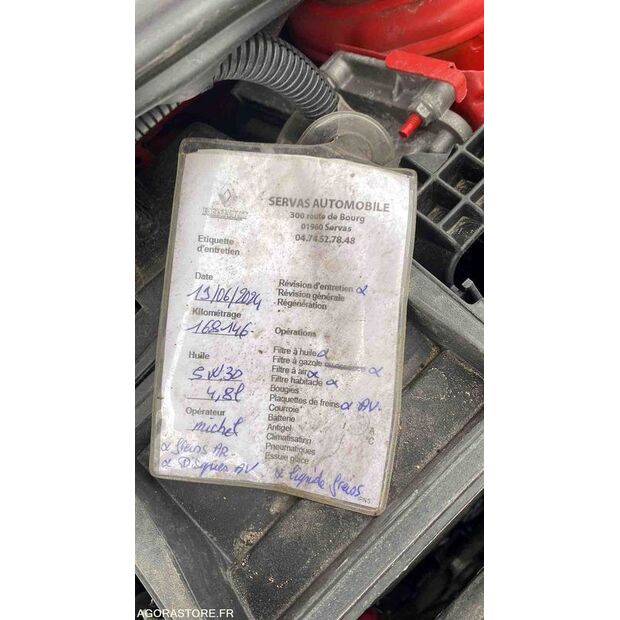 RENAULT
SERVAS AUTOMOBILE
300 route de Bourg
01960 Servas
04.74.52.78.48
Etiquette
d'entretien
Date
19/06/2024
Kilométrage
168146
Huile
5W30
4,8l
Opérateur
michel
α freins AR
α Disques AV
Révision d'entretien α
Révision générale
Régénération
Opérations
Filtre à huile α
Filtre à gazole α
Filtre à air α
Filtre habitacle α
Bougies
Plaquettes de freins α AV
Courroie
Batterie A
Antigel
Climatisation °C
Pneumatiques
Essuie glace
α liquide freins
AGORASTORE.FR